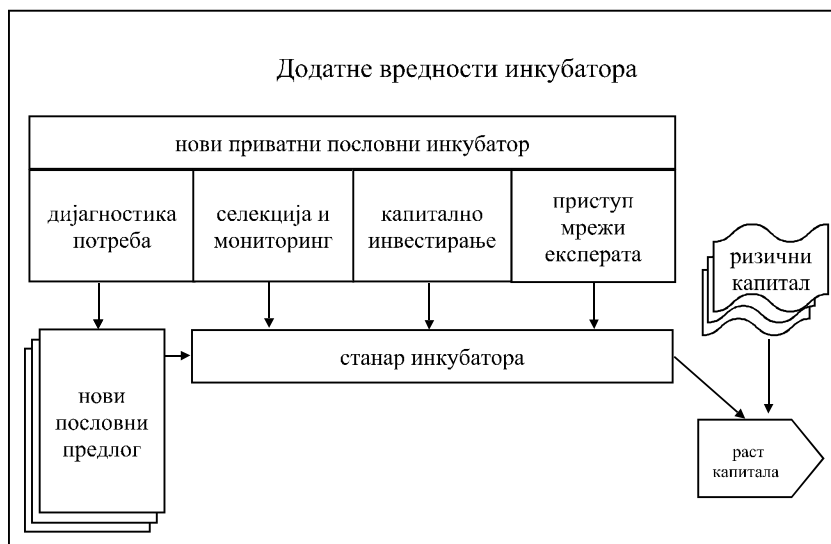 Додатне вредности инкубатора
нови приватни пословни инкубатор
дијагностика
потреба
селекција и
мониторинг
капитално
инвестирање
приступ
мрежи
експерата
ризични
капитал
станар инкубатора
нови
пословни
предлог
раст
капитала